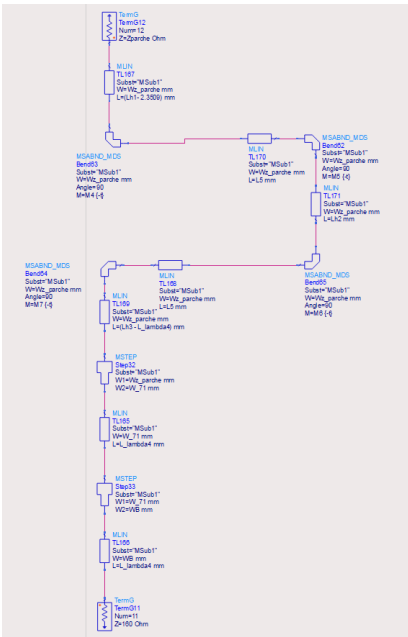 TermG
TermG12
Num=12
Z=Zparche Ohm
MLIN
TL167
Subst="MSub1"
W=Wz_parche mm
L=(Lh1- 2.3509) mm
MSABND_MDS
Bend63
Subst="MSub1"
W=Wz_parche mm
Angle=90
M=M4 {-t}
MLIN
TL170
Subst="MSub1"
W=Wz_parche mm
L=L5 mm
MSABND_MDS
Bend62
Subst="MSub1"
W=Wz_parche mm
Angle=90
M=M5 {-t}
MLIN
TL171
Subst="MSub1"
W=Wz_parche mm
L=Lh2 mm
MSABND_MDS
Bend65
Subst="MSub1"
W=Wz_parche mm
Angle=90
M=M6 {-t}
MLIN
TL168
Subst="MSub1"
W=Wz_parche mm
L=L5 mm
MSABND_MDS
Bend64
Subst="MSub1"
W=Wz_parche mm
Angle=90
M=M7 {-t}
MLIN
TL169
Subst="MSub1"
W=Wz_parche mm
L=(Lh3 - L_lambda4) mm
MSTEP
Step32
Subst="MSub1"
W1=Wz_parche mm
W2=W_71 mm
MLIN
TL165
Subst="MSub1"
W=W_71 mm
L=L_lambda4 mm
MSTEP
Step33
Subst="MSub1"
W1=W_71 mm
W2=WB mm
MLIN
TL166
Subst="MSub1"
W=WB mm
L=L_lambda4 mm
TermG
TermG11
Num=11
Z=160 Ohm